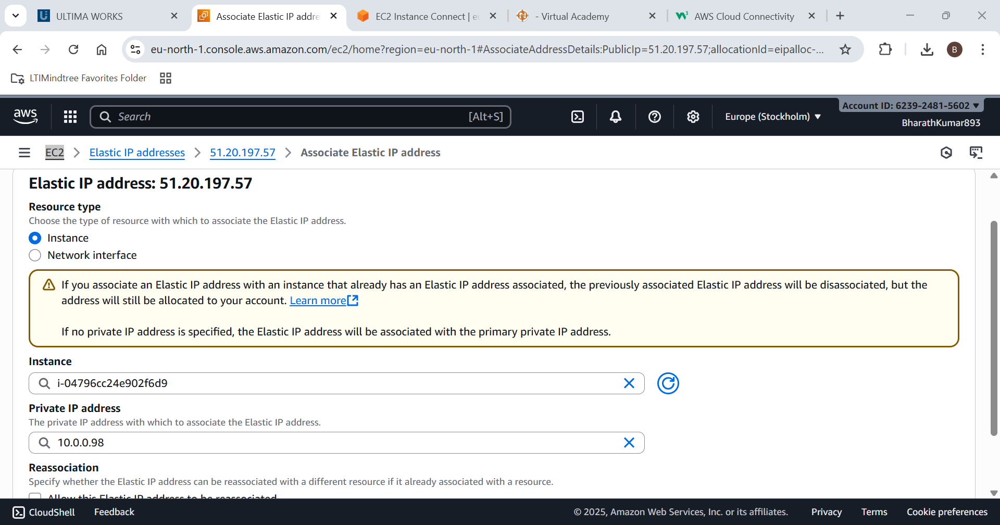 ULTIMA WORKS
Associate Elastic IP addre
EC2 Instance Connect | eu
- Virtual Academy
AWS Cloud Connectivity
eu-north-1.console.aws.amazon.com/ec2/home?region=eu-north-1#AssociateAddressDetails:PublicIp=51.20.197.57;allocationId=eipalloc-...
B
LTIMindtree Favorites Folder
aws
Search
[Alt+S]
Europe (Stockholm)
Account ID: 6239-2481-5602
BharathKumar893
EC2 > Elastic IP addresses > 51.20.197.57 > Associate Elastic IP address
Elastic IP address: 51.20.197.57
Resource type
Choose the type of resource with which to associate the Elastic IP address.
Instance
Network interface
If you associate an Elastic IP address with an instance that already has an Elastic IP address associated, the previously associated Elastic IP address will be disassociated, but the
address will still be allocated to your account. Learn more
If no private IP address is specified, the Elastic IP address will be associated with the primary private IP address.
Instance
i-04796cc24e902f6d9
Private IP address
The private IP address with which to associate the Elastic IP address.
10.0.0.98
Reassociation
Specify whether the Elastic IP address can be reassociated with a different resource if it already associated with a resource.
Allow this Elastic IP address to be reassociated
CloudShell
Feedback
© 2025, Amazon Web Services, Inc. or its affiliates.
Privacy
Terms
Cookie preferences